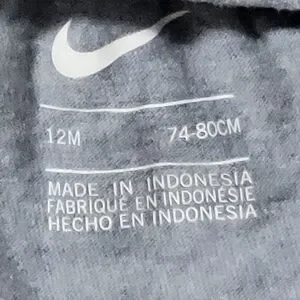 12M 74-80CM
MADE IN INDONESIA
FABRIQUÉ EN INDONÉSIE
HECHO EN INDONESIA